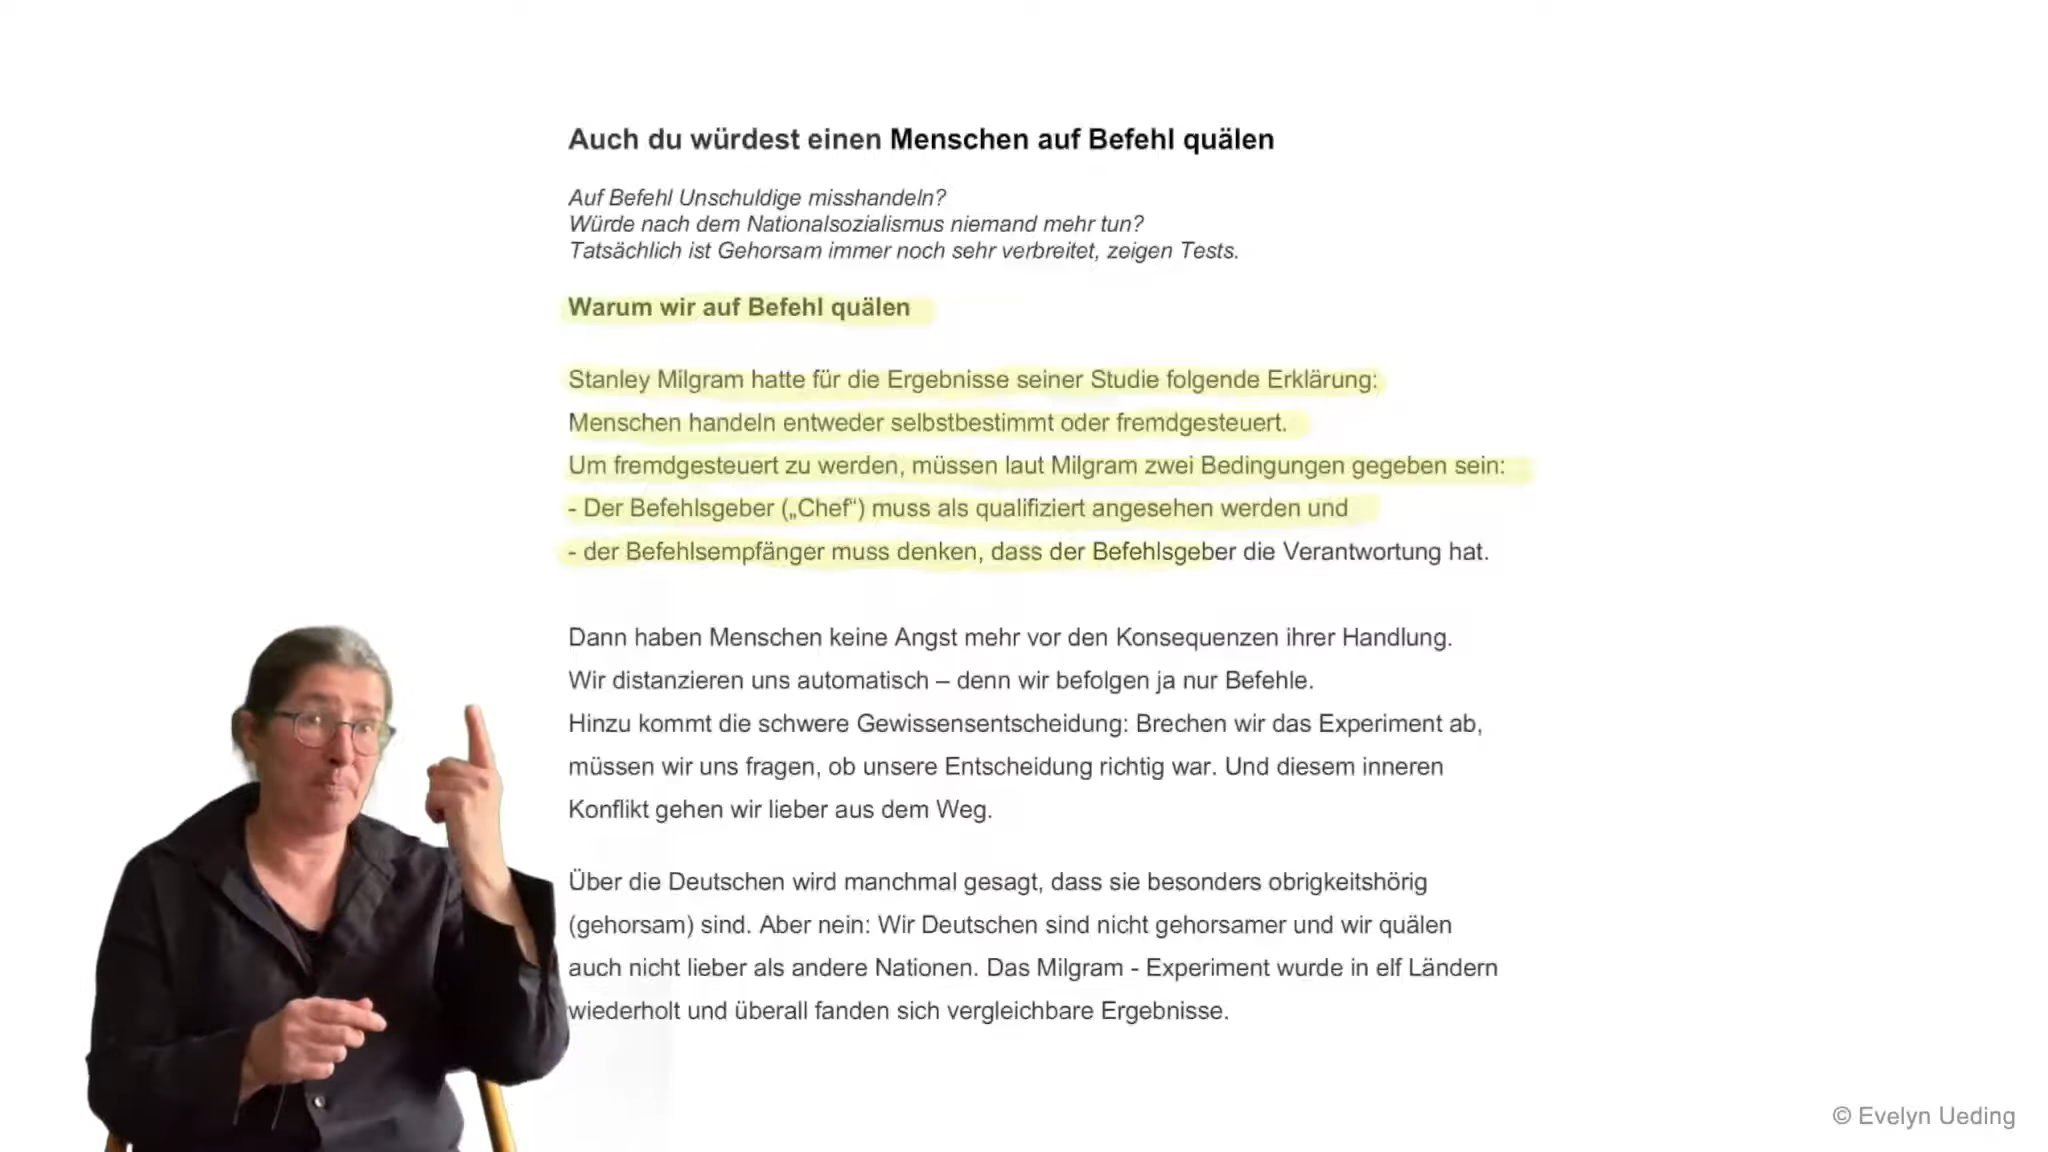 Auch du würdest einen Menschen auf Befehl quälen
Auf Befehl Unschuldige misshandeln?
Würde nach dem Nationalsozialismus niemand mehr tun?
Tatsächlich ist Gehorsam immer noch sehr verbreitet, zeigen Tests.
Warum wir auf Befehl quälen
Stanley Milgram hatte für die Ergebnisse seiner Studie folgende Erklärung:
Menschen handeln entweder selbstbestimmt oder fremdgesteuert.
Um fremdgesteuert zu werden, müssen laut Milgram zwei Bedingungen gegeben sein:
- Der Befehlsgeber („Chef“) muss als qualifiziert angesehen werden und
- der Befehlsempfänger muss denken, dass der Befehlsgeber die Verantwortung hat.
Dann haben Menschen keine Angst mehr vor den Konsequenzen ihrer Handlung.
Wir distanzieren uns automatisch – denn wir befolgen ja nur Befehle.
Hinzu kommt die schwere Gewissensentscheidung: Brechen wir das Experiment ab,
müssen wir uns fragen, ob unsere Entscheidung richtig war. Und diesem inneren
Konflikt gehen wir lieber aus dem Weg.
Über die Deutschen wird manchmal gesagt, dass sie besonders obrigkeitshörig
(gehorsam) sind. Aber nein: Wir Deutschen sind nicht gehorsamer und wir quälen
auch nicht lieber als andere Nationen. Das Milgram - Experiment wurde in elf Ländern
wiederholt und überall fanden sich vergleichbare Ergebnisse.
© Evelyn Ueding